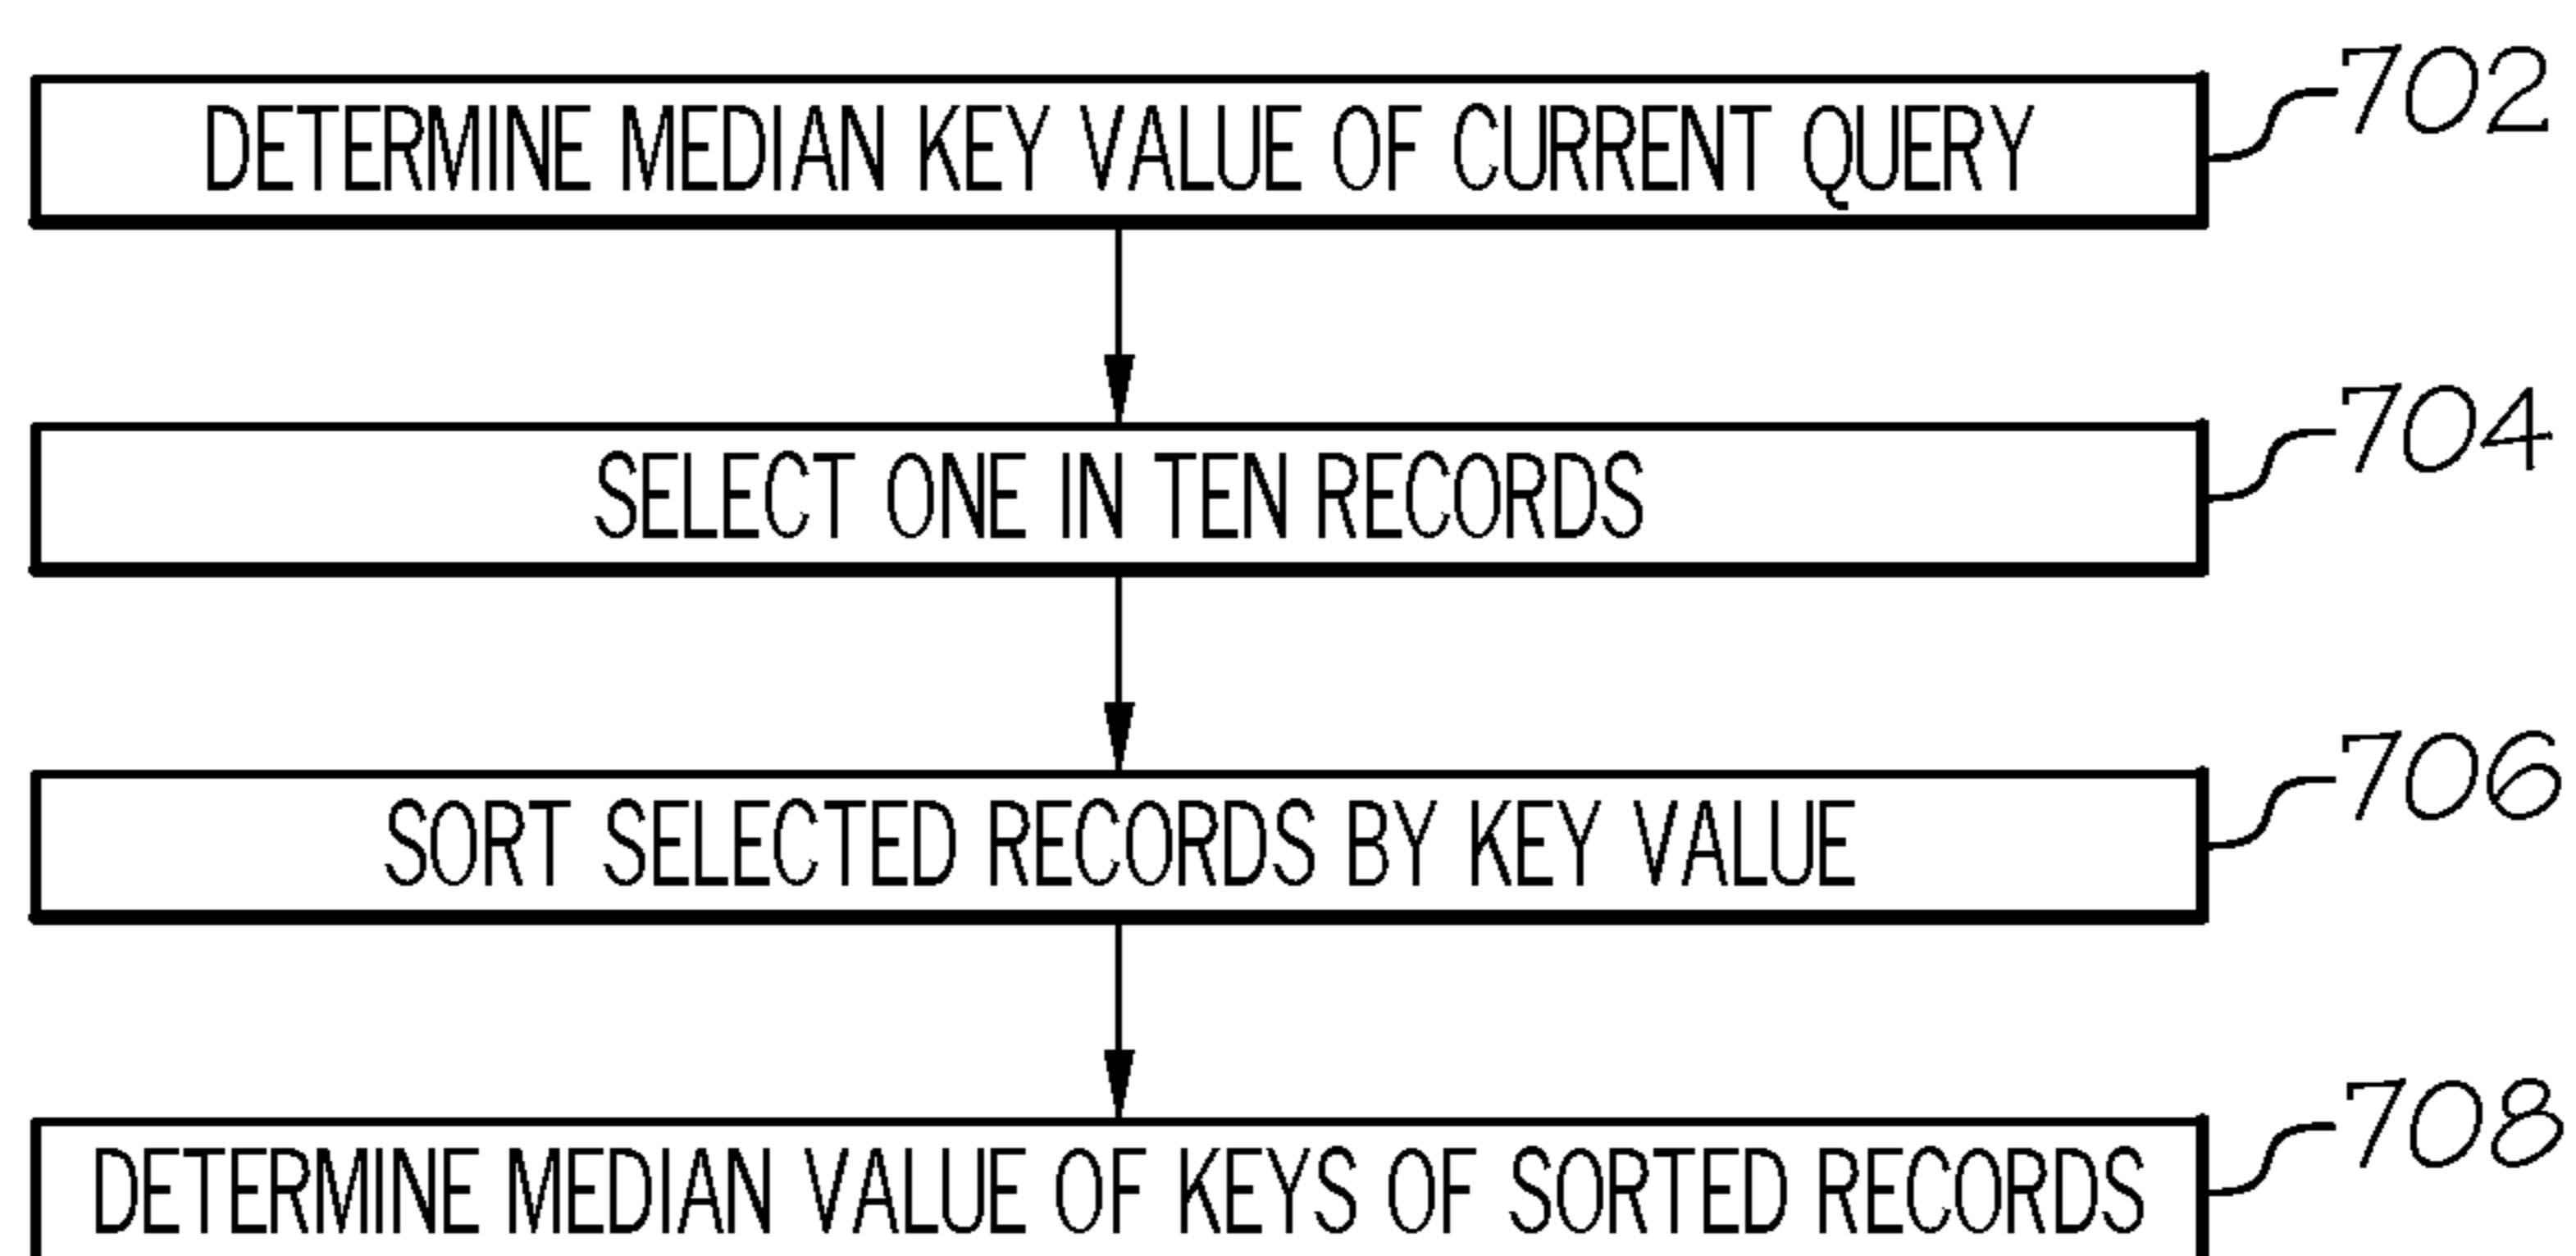 DETERMINE MEDIAN KEY VALUE OF CURRENT QUERY 702
SELECT ONE IN TEN RECORDS 704
SORT SELECTED RECORDS BY KEY VALUE 706
DETERMINE MEDIAN VALUE OF KEYS OF SORTED RECORDS 708